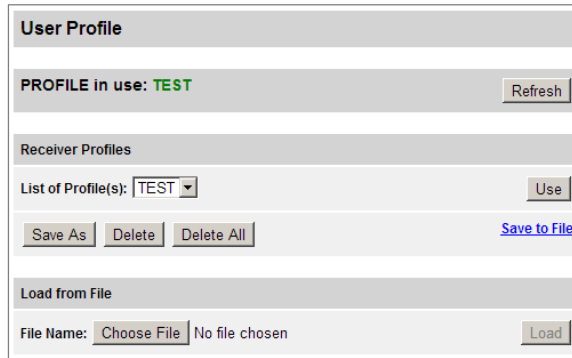 User Profile
PROFILE in use: TEST
Refresh
Receiver Profiles
List of Profile(s): TEST
Use
Save As Delete Delete All
Save to File
Load from File
File Name: Choose File No file chosen
Load